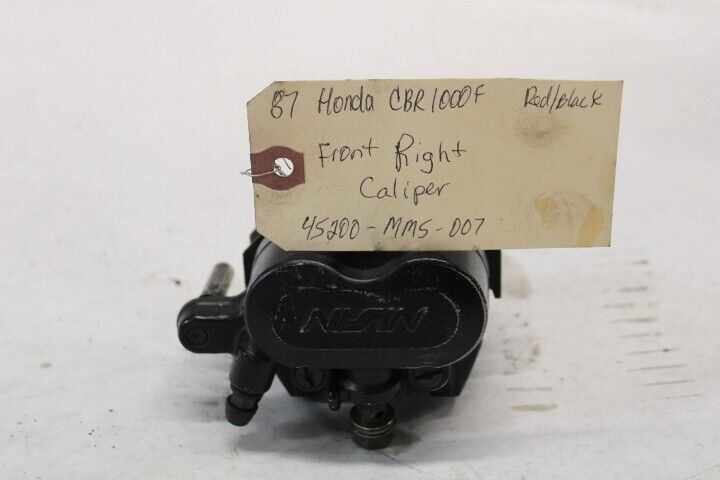 87 Honda CBR1000F Red/Black
Front Right
Caliper
45200-MM5-007
NISSIN